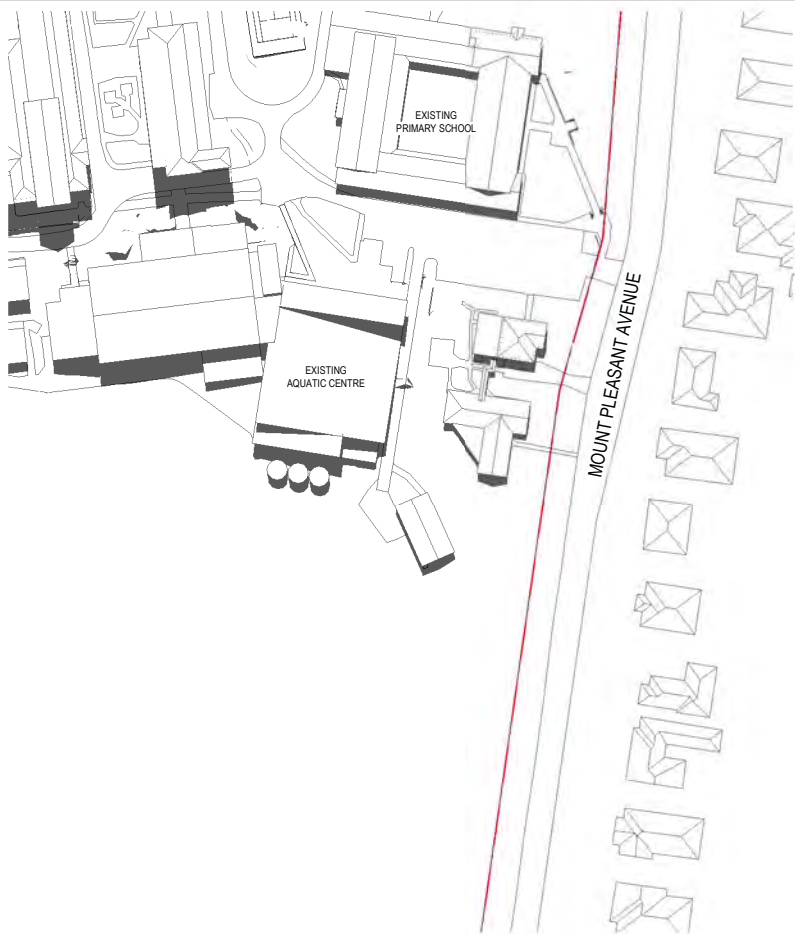 EXISTING
PRIMARY SCHOOL
MOUNT PLEASANT AVENUE
EXISTING
AQUATIC CENTRE